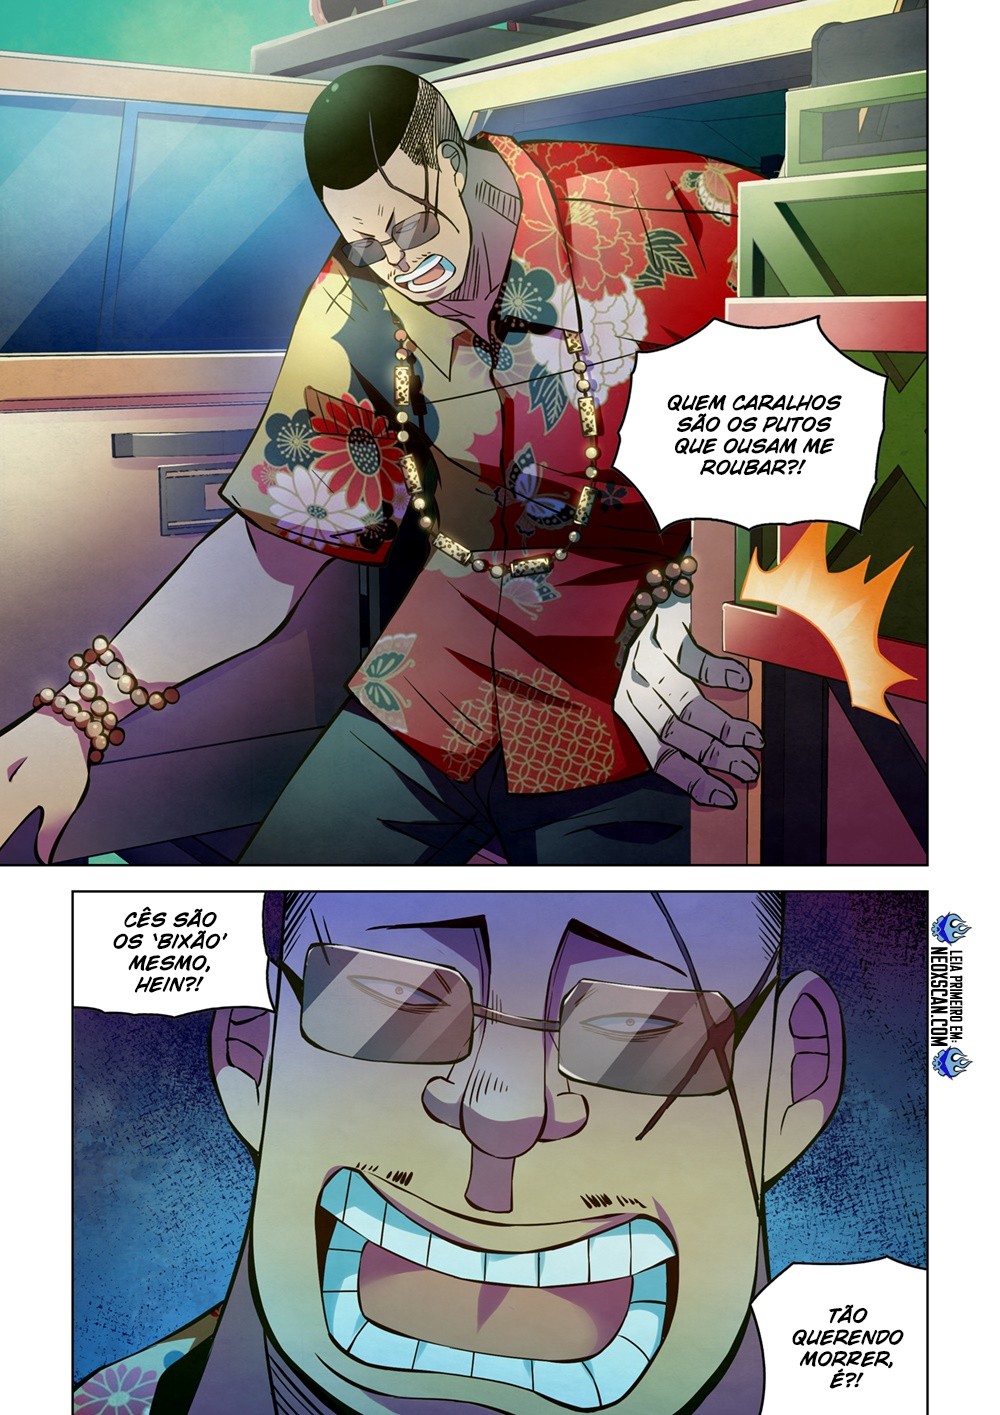 QUEM CARALHOS
SÃO OS PUTOS
QUE OUSAM ME
ROUBAR?!
CÊS SÃO
OS 'BIXÃO'
MESMO,
HEIN?!
LEIA PRIMEIRO EM:
NEOXSCAN.COM
TÃO
QUERENDO
MORRER,
É?!